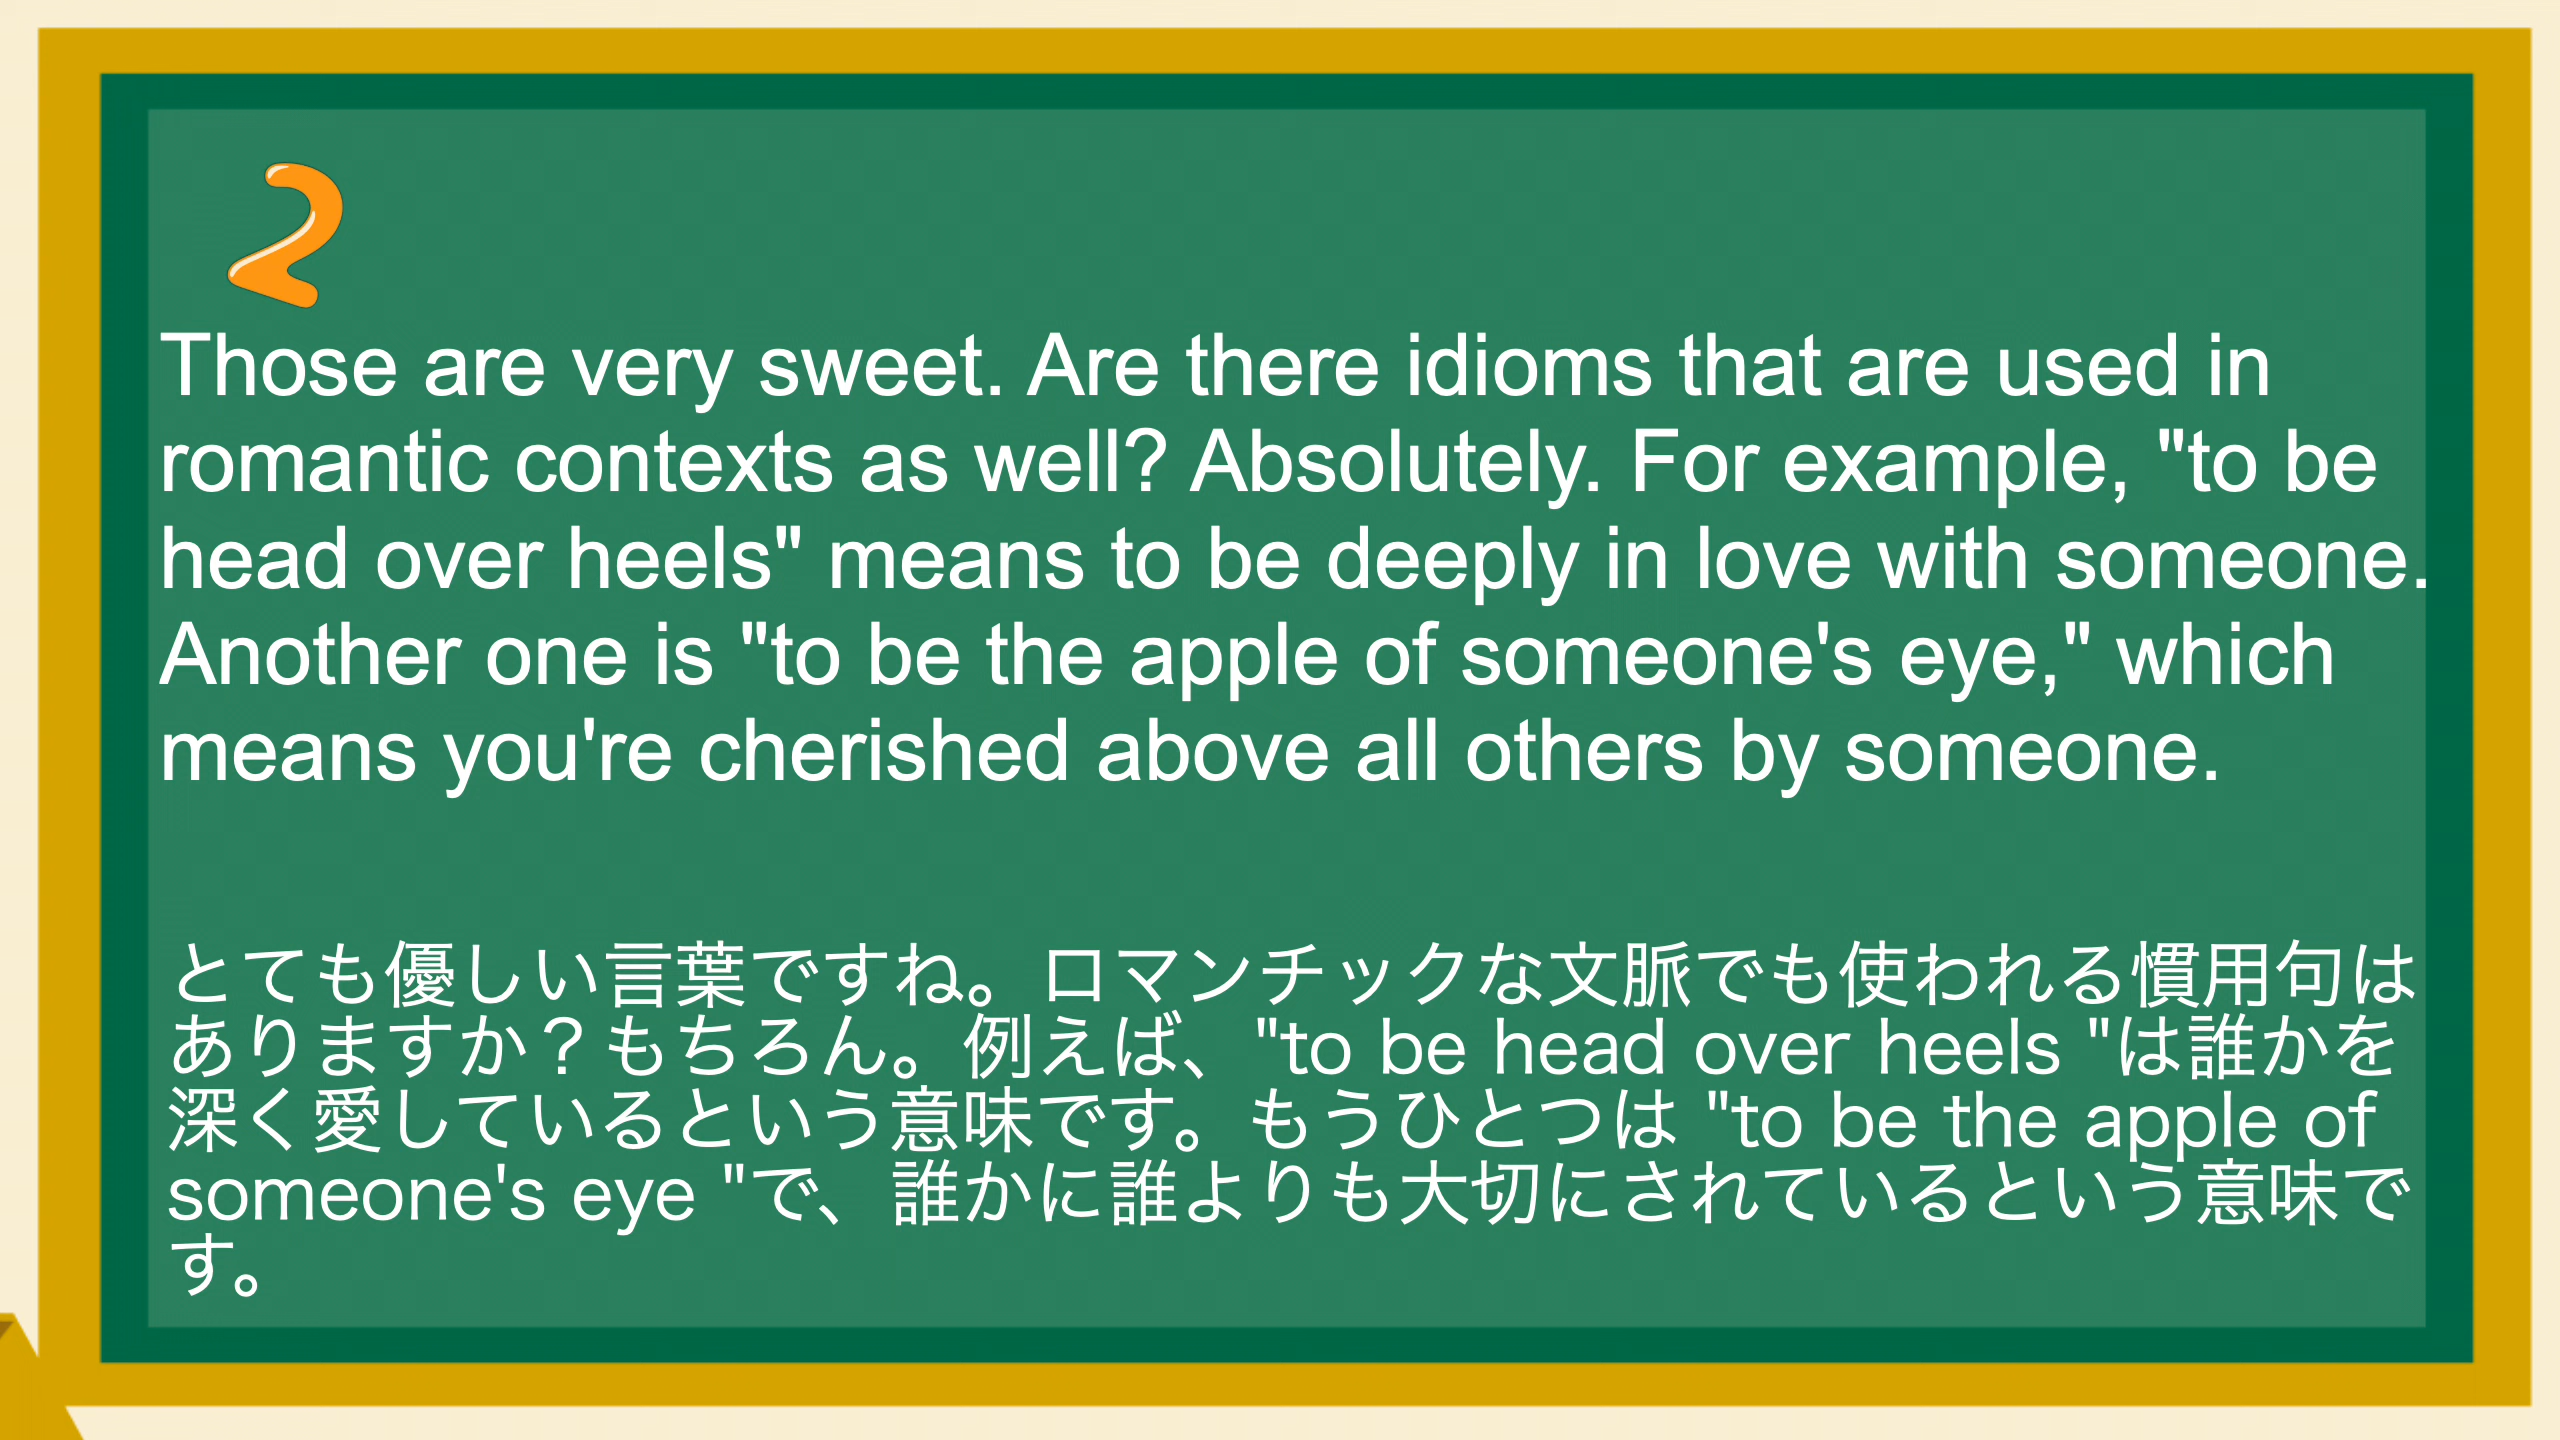 2
Those are very sweet. Are there idioms that are used in
romantic contexts as well? Absolutely. For example, "to be
head over heels" means to be deeply in love with someone.
Another one is "to be the apple of someone's eye," which
means you're cherished above all others by someone.
とても優しい言葉ですね。ロマンチックな文脈でも使われる慣用句は
ありますか？もちろん。例えば、"to be head over heels "は誰かを
深く愛しているという意味です。もうひとつは "to be the apple of
someone's eye "で、誰かに誰よりも大切にされているという意味で
す。